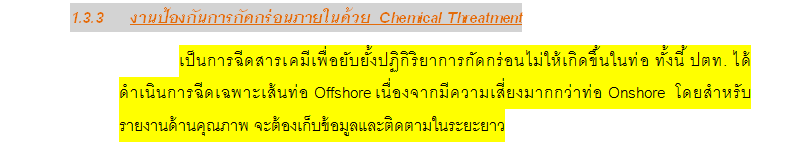 1.3.3 งานป้องกันการกัดกร่อนภายในด้วย Chemical Threatment
เป็นการฉีดสารเคมีเพื่อยับยั้งปฏิกิริยาการกัดกร่อนไม่ให้เกิดขึ้นในท่อ ทั้งนี้ ปตท. ได้
ดำเนินการฉีดเฉพาะเส้นท่อ Offshore เนื่องจากมีความเสี่ยงมากกว่าท่อ Onshore โดยสำหรับ
รายงานด้านคุณภาพ จะต้องเก็บข้อมูลและติดตามในระยะยาว